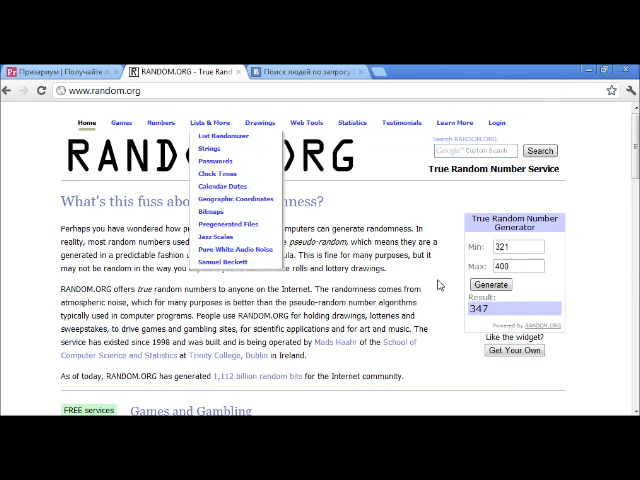 Призариум | Получайте п
RANDOM.ORG - True Rand
Поиск людей по запросу
www.random.org
Home Games Numbers Lists & More Drawings Web Tools Statistics Testimonials Learn More Login
List Randomizer
Strings
Passwords
Clock Times
Calendar Dates
Geographic Coordinates
Bitmaps
Pregenerated Files
Jazz Scales
Pure White Audio Noise
Samuel Beckett
Search RANDOM.ORG
Google Custom Search
Search
RAND ORG
True Random Number Service
What's this fuss abo mness?
Perhaps you have wondered how pr mputers can generate randomness. In
reality, most random numbers used pseudo-random, which means they are
generated in a predictable fashion u ula. This is fine for many purposes, but it
may not be random in the way you rolls and lottery drawings.
RANDOM.ORG offers true random numbers to anyone on the Internet. The randomness comes from
atmospheric noise, which for many purposes is better than the pseudo-random number algorithms
typically used in computer programs. People use RANDOM.ORG for holding drawings, lotteries and
sweepstakes, to drive games and gambling sites, for scientific applications and for art and music. The
service has existed since 1998 and was built and is being operated by Mads Haahr of the School of
Computer Science and Statistics at Trinity College, Dublin in Ireland.
As of today, RANDOM.ORG has generated 1,112 billion random bits for the Internet community.
FREE services
Games and Gambling
True Random Number
Generator
Min: 321
Max: 400
Generate
Result:
347
Powered by RANDOM.ORG
Like the widget?
Get Your Own